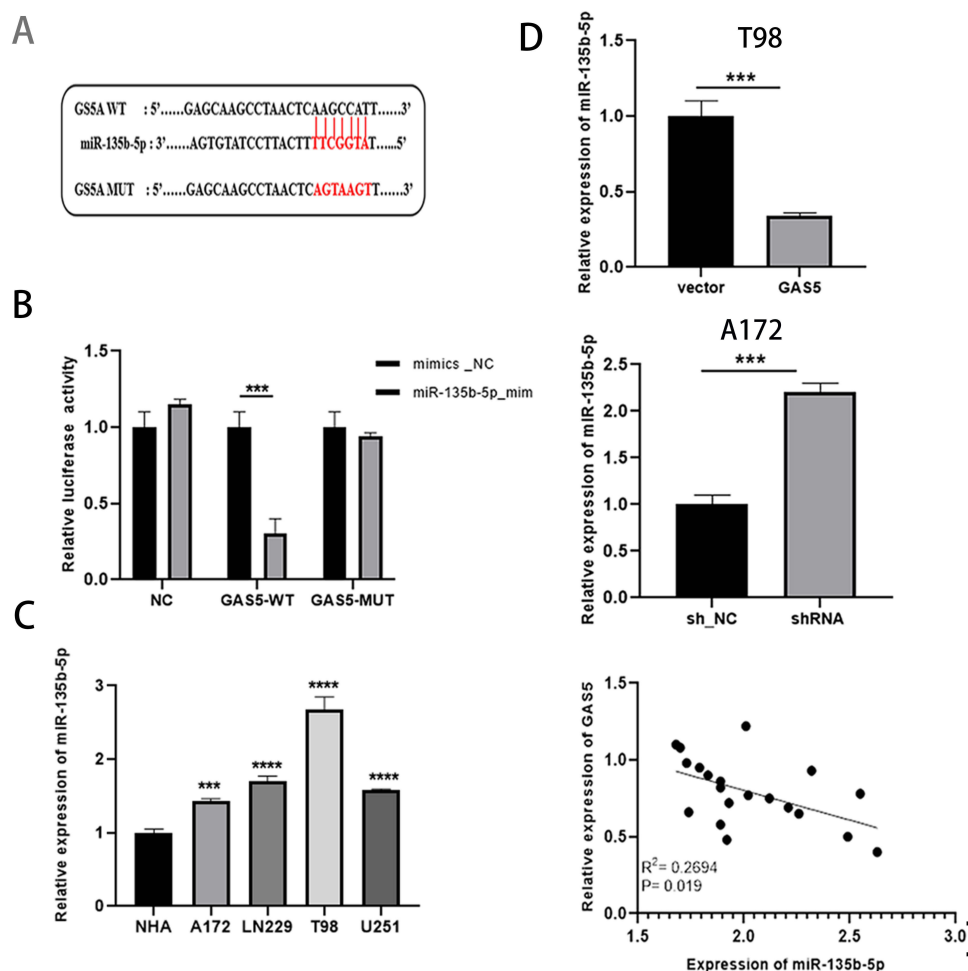 A
GS5A WT : 5’......GAGCAAGCCTAACTCAAGCCATT......3’
miR-135b-5p : 3’......AGTGTATCCTTACTTTTCGGTAT......5’
GS5A MUT : 5’......GAGCAAGCCTAACTCAGTAAGTT......3’
B
Relative luciferase activity
1.5
1.0
0.5
0.0
***
mimics _NC
miR-135b-5p_mim
NC GAS5-WT GAS5-MUT
C
Relative expression of miR-135b-5p
3
2
1
0
*** **** **** ****
NHA A172 LN229 T98 U251
D
T98
Relative expression of miR-135b-5p
1.5
1.0
0.5
0.0
***
vector GAS5
A172
Relative expression of miR-135b-5p
2.5
2.0
1.5
1.0
0.5
0.0
***
sh_NC shRNA
Relative expression of GAS5
1.5
1.0
0.5
0.0
R²= 0.2694
P= 0.019
1.5 2.0 2.5 3.0
Expression of miR-135b-5p